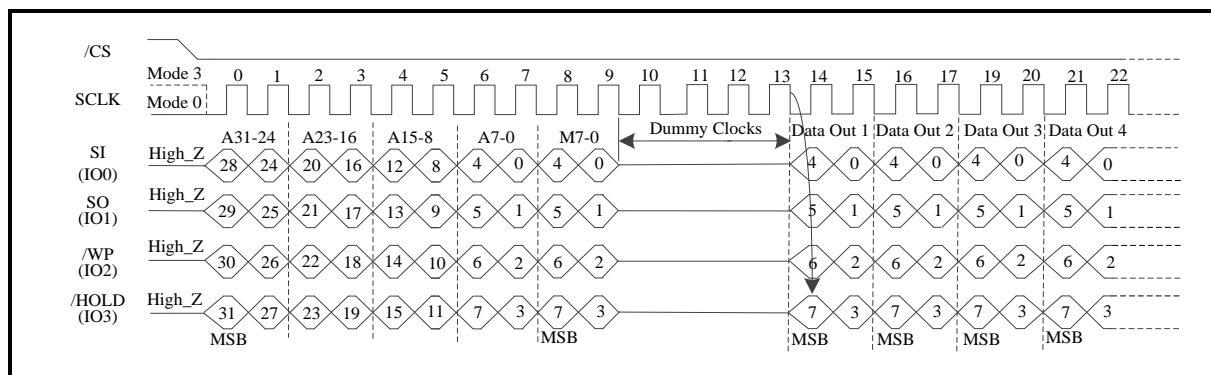 /CS
Mode 3 0 1 2 3 4 5 6 7 8 9 10 11 12 13 14 15 16 17 19 20 21 22
SCLK Mode 0
A31-24 A23-16 A15-8 A7-0 M7-0 Dummy Clocks Data Out 1 Data Out 2 Data Out 3 Data Out 4
SI (IO0) High_Z 28 24 20 16 12 8 4 0 4 0 4 0 4 0 4 0 4 0
SO (IO1) High_Z 29 25 21 17 13 9 5 1 5 1 5 1 5 1 5 1 5 1
/WP (IO2) High_Z 30 26 22 18 14 10 6 2 6 2 6 2 6 2 6 2 6 2
/HOLD (IO3) High_Z 31 27 23 19 15 11 7 3 7 3 7 3 7 3 7 3 7 3
MSB MSB MSB MSB MSB MSB